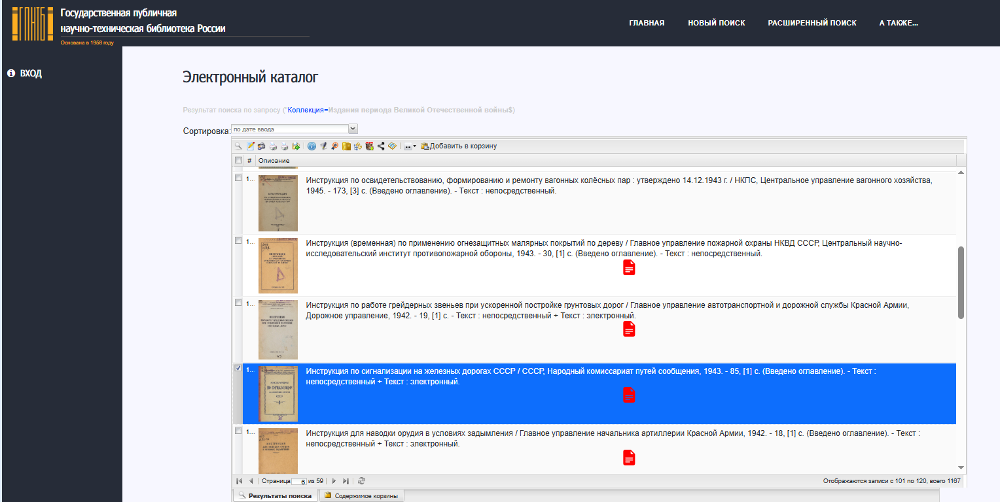 ГПНТБ
Государственная публичная
научно-техническая библиотека России
Основана в 1958 году
ГЛАВНАЯ НОВЫЙ ПОИСК РАСШИРЕННЫЙ ПОИСК А ТАКЖЕ...
ВХОД
Электронный каталог
Результат поиска по запросу ("Коллекция=Издания периода Великой Отечественной войны$)
Сортировка: по дате ввода
... Добавить в корзину
# Описание
1... Инструкция по освидетельствованию, формированию и ремонту вагонных колёсных пар : утверждено 14.12.1943 г. / НКПС, Центральное управление вагонного хозяйства,
1945. - 173, [3] с. (Введено оглавление). - Текст : непосредственный.
1... Инструкция (временная) по применению огнезащитных малярных покрытий по дереву / Главное управление пожарной охраны НКВД СССР, Центральный научно-
исследовательский институт противопожарной обороны, 1943. - 30, [1] с. (Введено оглавление). - Текст : непосредственный.
1... Инструкция по работе грейдерных звеньев при ускоренной постройке грунтовых дорог / Главное управление автотранспортной и дорожной службы Красной Армии,
Дорожное управление, 1942. - 19, [1] с. - Текст : непосредственный + Текст : электронный.
1... Инструкция по сигнализации на железных дорогах СССР / СССР, Народный комиссариат путей сообщения, 1943. - 85, [1] с. (Введено оглавление). - Текст :
непосредственный + Текст : электронный.
ИНСТРУКЦИЯ
ПО СИГНАЛИЗАЦИИ
СССР
1... Инструкция для наводки орудия в условиях задымления / Главное управление начальника артиллерии Красной Армии, 1942. - 18, [1] с. (Введено оглавление). - Текст :
непосредственный + Текст : электронный.
ИНСТРУКЦИЯ
Страница 6 из 59 Отображаются записи с 101 по 120, всего 1167
Результаты поиска Содержимое корзины